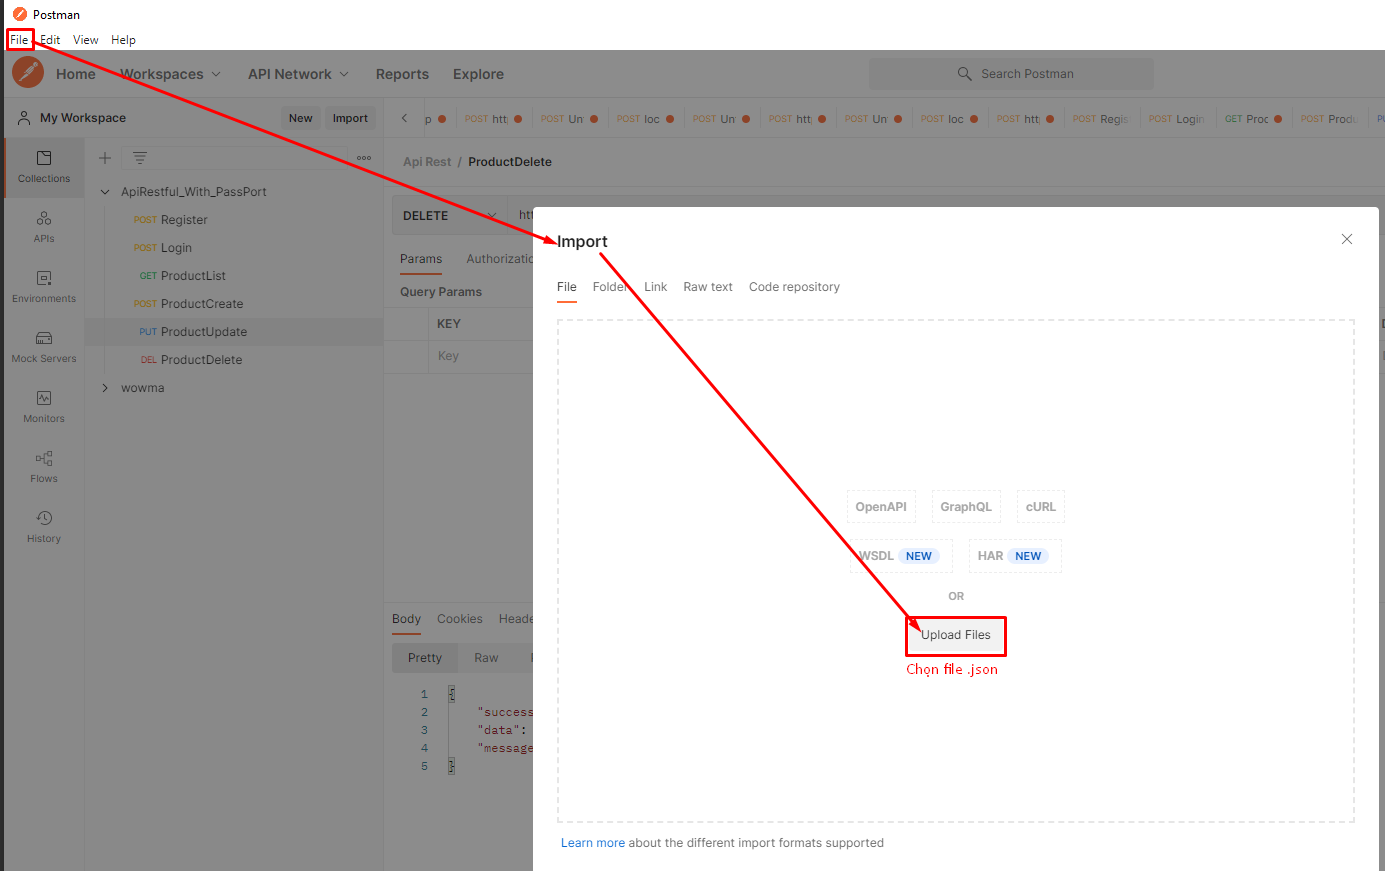 Postman
File Edit View Help
Home Workspaces API Network Reports Explore Search Postman
My Workspace New Import
p POST htt POST Un POST loc POST Un POST htt POST Un POST loc POST htt POST Regis POST Login GET Proc POST Produ
Collections
APIs
Environments
Mock Servers
Monitors
Flows
History
ApiRestful_With_PassPort
POST Register
POST Login
GET ProductList
POST ProductCreate
PUT ProductUpdate
DEL ProductDelete
wowma
Api Rest / ProductDelete
DELETE htt
Params Authorizatio
Query Params
KEY
Key
Body Cookies Heade
Pretty Raw
1 {
2 "success
3 "data":
4 "message
5 }
Import
File Folder Link Raw text Code repository
OpenAPI GraphQL cURL
WSDL NEW HAR NEW
OR
Upload Files
Chọn file .json
Learn more about the different import formats supported